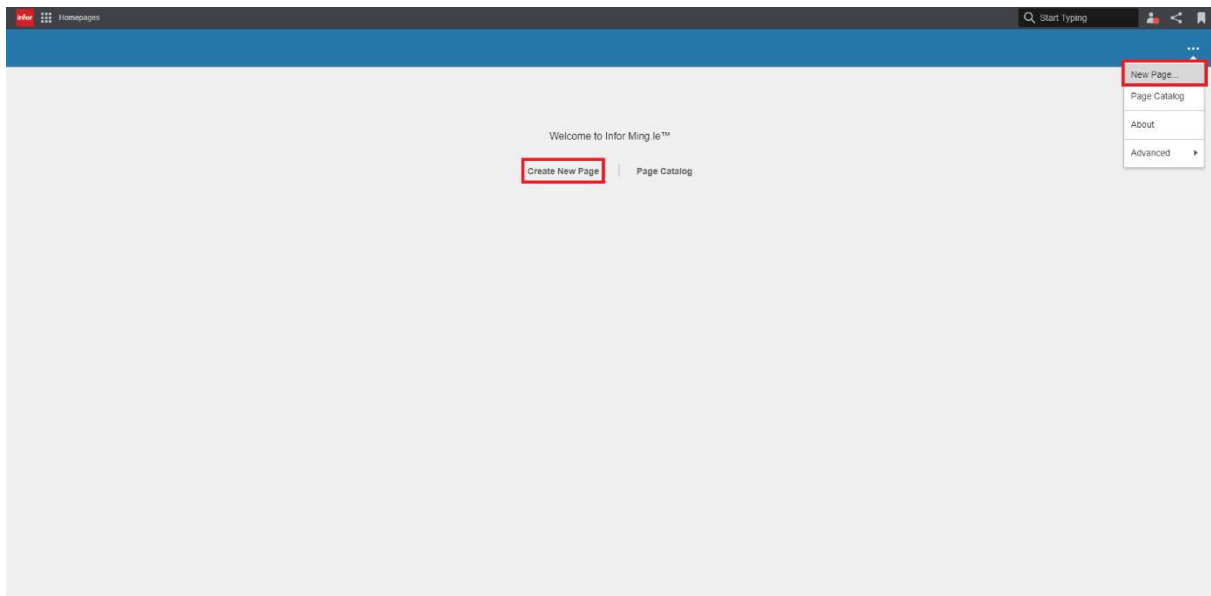 infor Homepages Start Typing
New Page...
Page Catalog
About
Advanced
Welcome to Infor Ming.le™
Create New Page Page Catalog